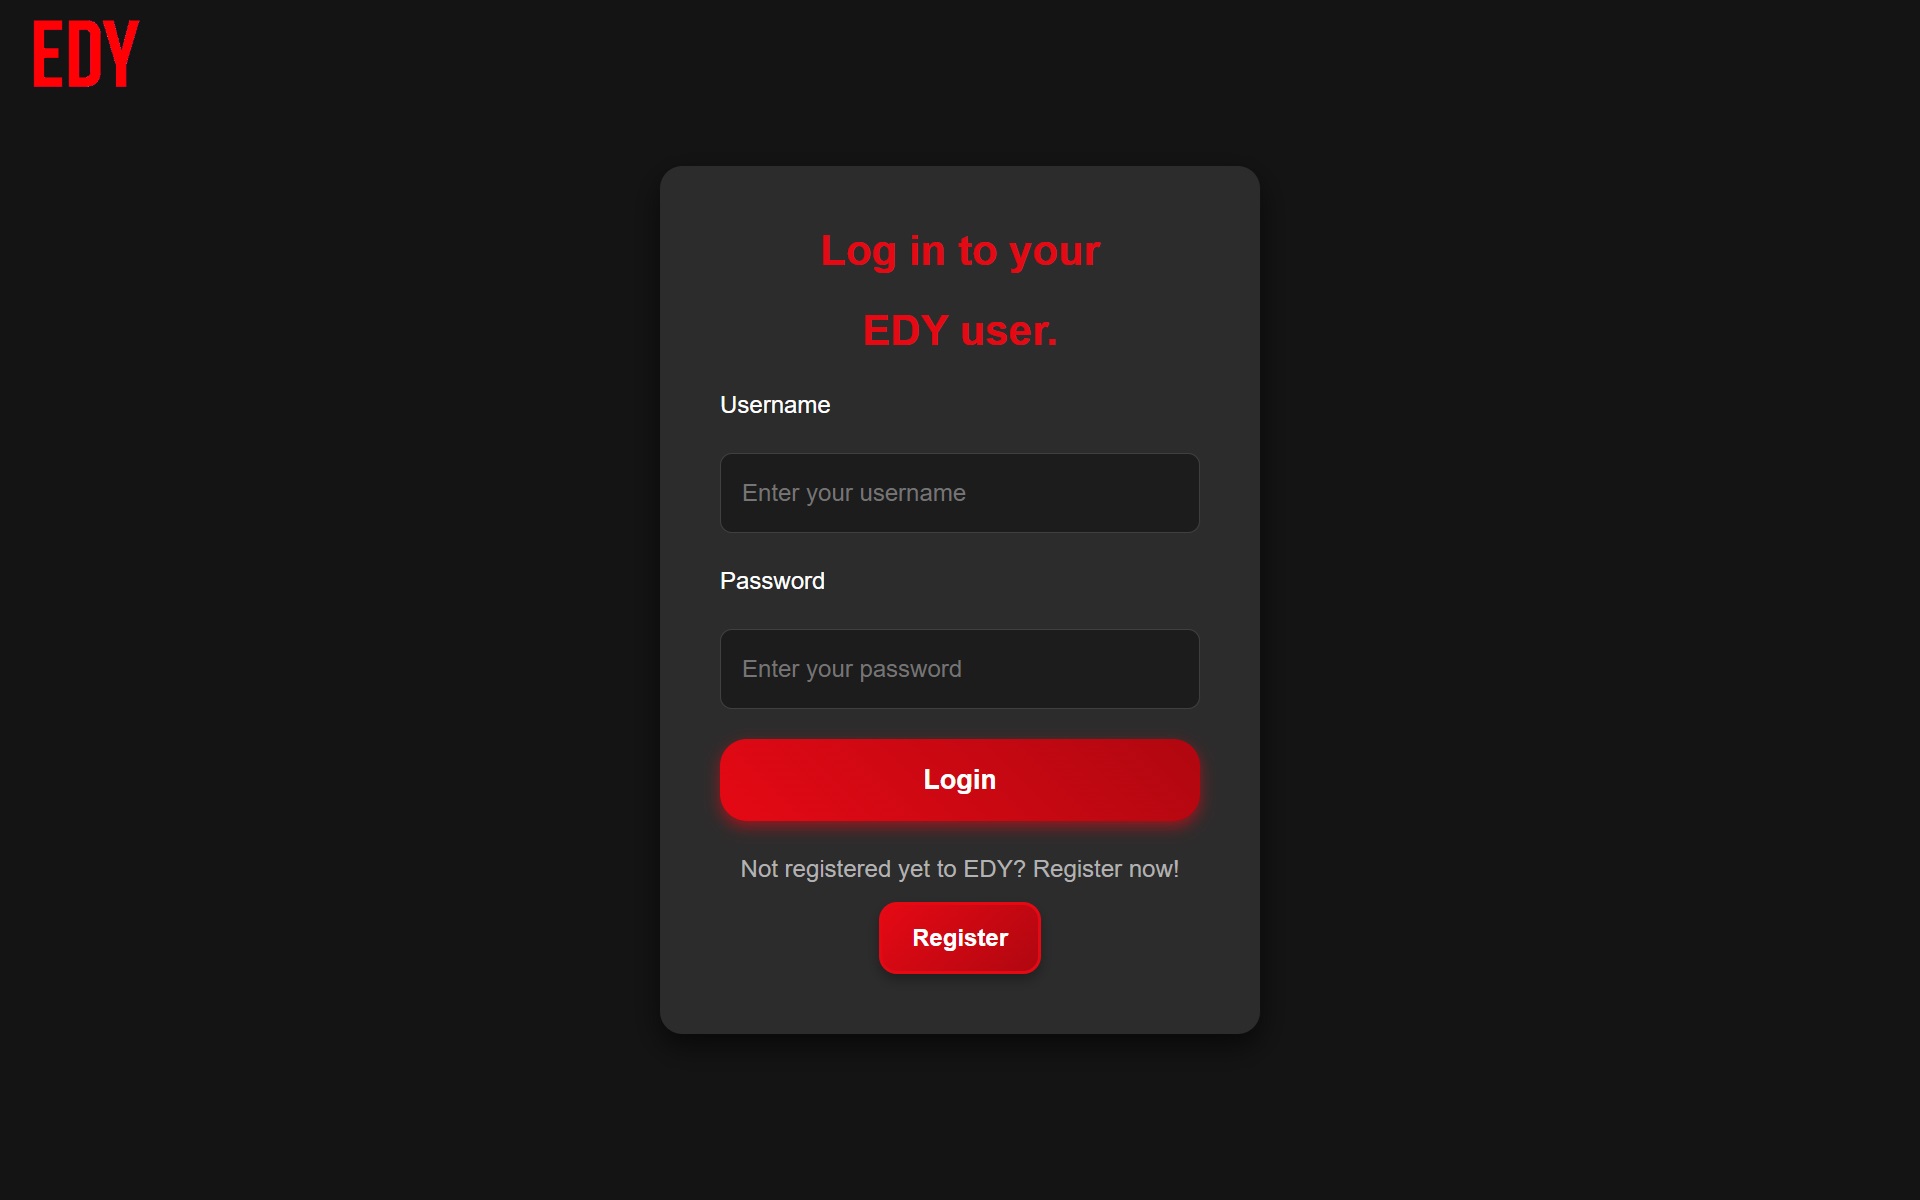 EDY
Log in to your
EDY user.
Username
Enter your username
Password
Enter your password
Login
Not registered yet to EDY? Register now!
Register